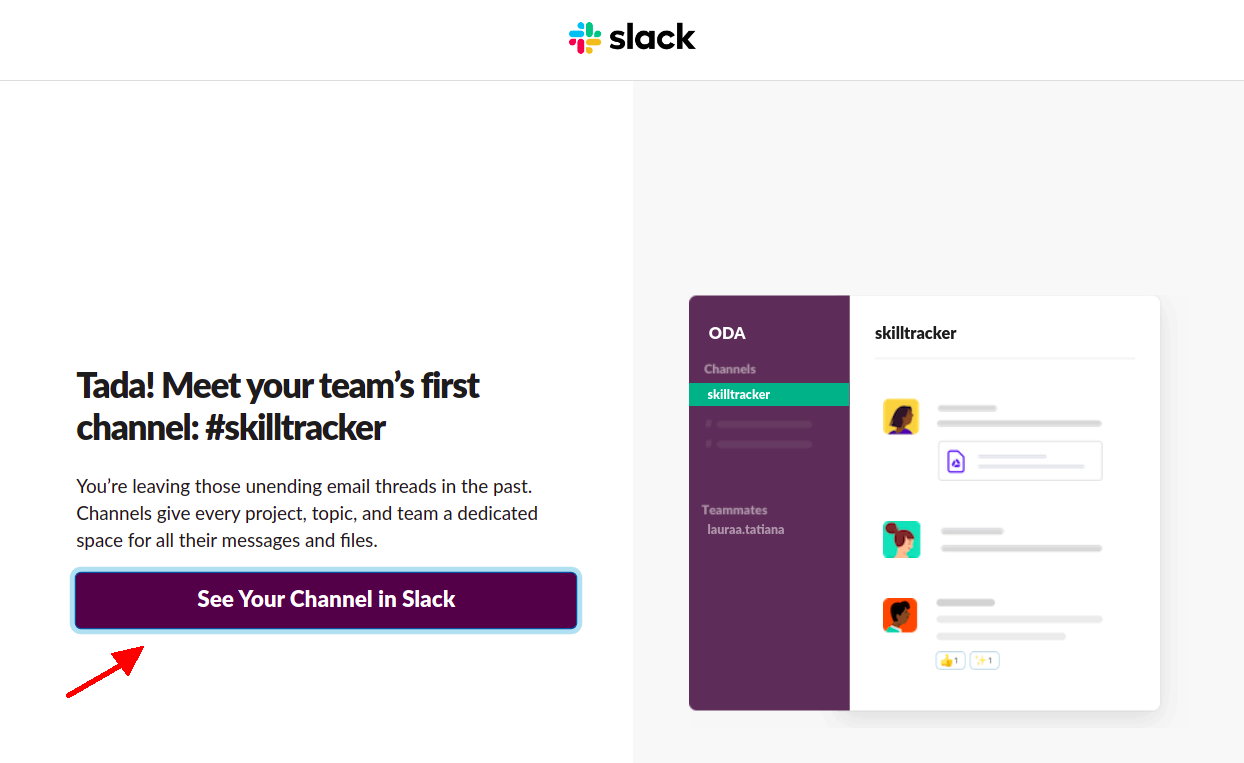 slack
Tada! Meet your team’s first
channel: #skilltracker
You’re leaving those unending email threads in the past.
Channels give every project, topic, and team a dedicated
space for all their messages and files.
See Your Channel in Slack
ODA
Channels
skilltracker
#
#
Teammates
lauraa.tatiana
skilltracker
👍 1 ✨ 1